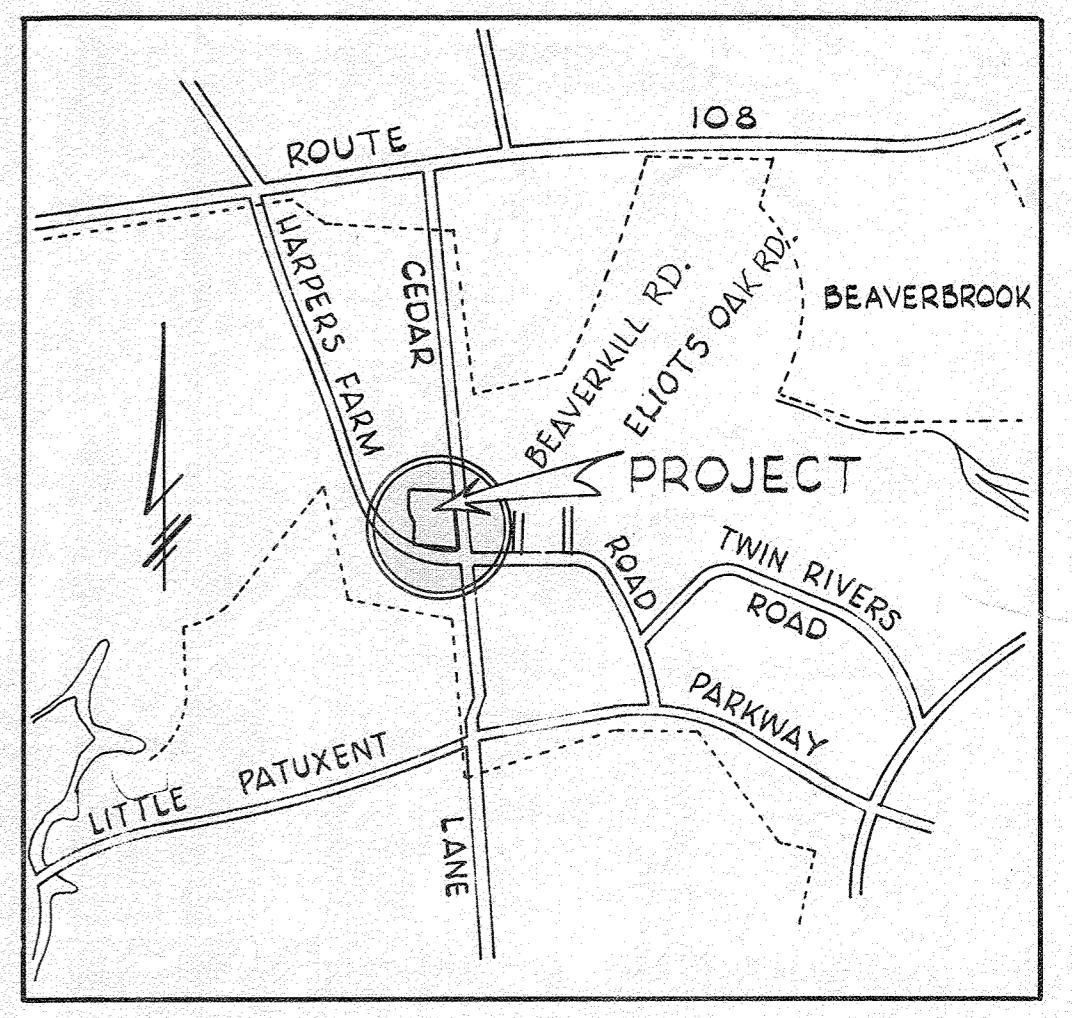 108
ROUTE
HARPERS FARM
CEDAR
BEAVERKILL RD.
ELIOTS OAK RD.
BEAVERBROOK
PROJECT
ROAD
TWIN RIVERS
ROAD
PARKWAY
PATUXENT
LITTLE
LANE